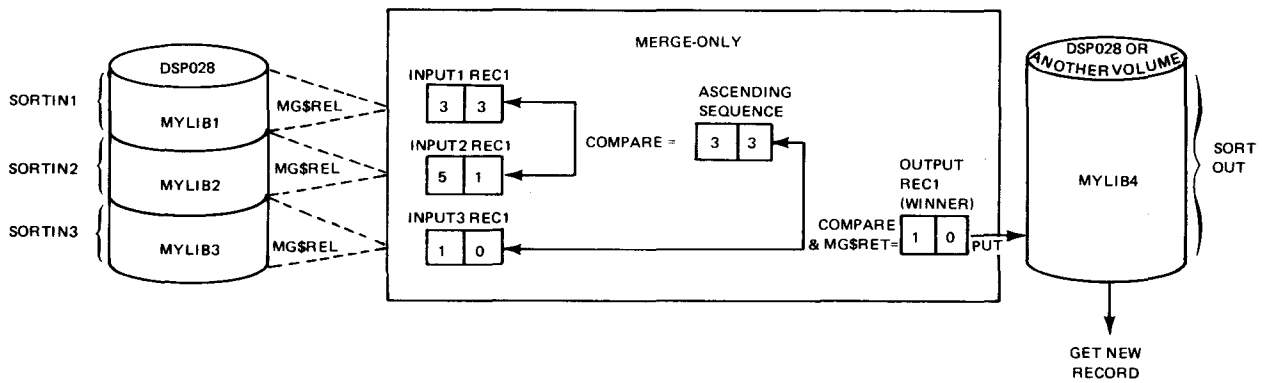 SORTIN1
SORTIN2
SORTIN3
DSP028
MYLIB1
MYLIB2
MYLIB3
MG$REL
MG$REL
MG$REL
MERGE-ONLY
INPUT1 REC1
3 3
INPUT2 REC1
5 1
INPUT3 REC1
1 0
COMPARE =
ASCENDING
SEQUENCE
3 3
COMPARE
& MG$RET=
OUTPUT
REC1
(WINNER)
1 0
PUT
DSP028 OR
ANOTHER VOLUME
MYLIB4
SORT
OUT
GET NEW
RECORD